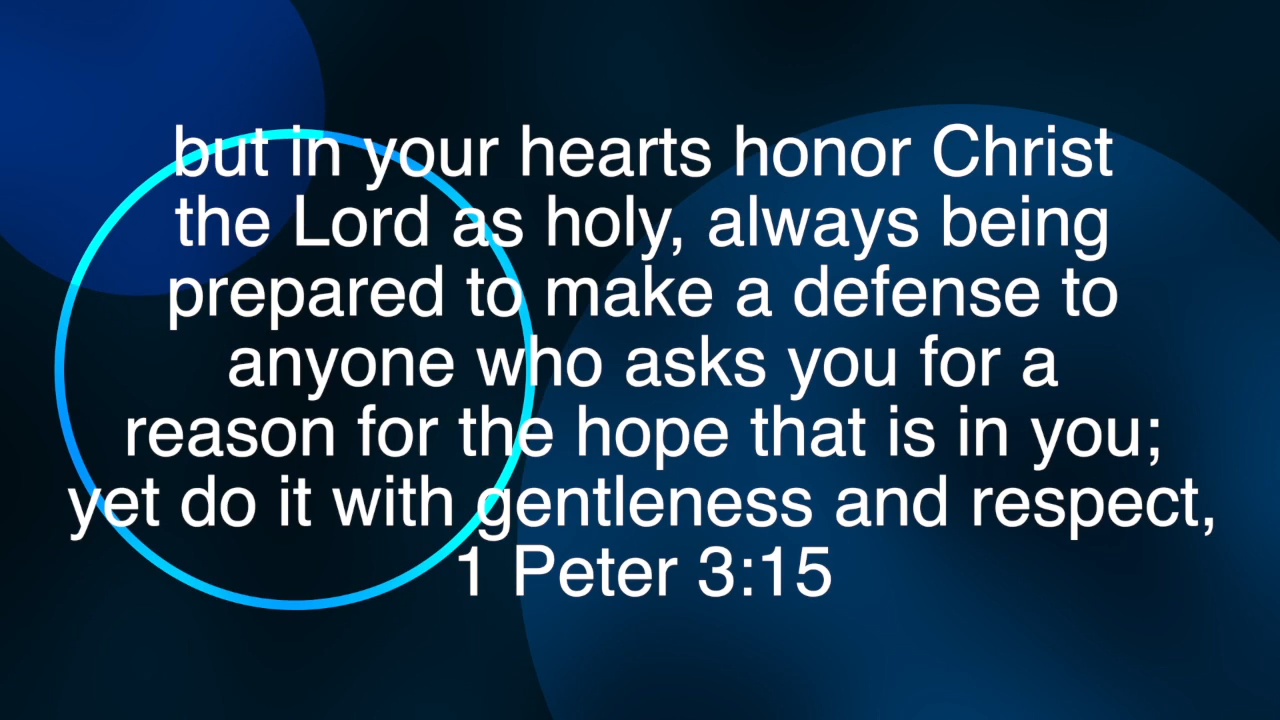 but in your hearts honor Christ
the Lord as holy, always being
prepared to make a defense to
anyone who asks you for a
reason for the hope that is in you;
yet do it with gentleness and respect,
1 Peter 3:15